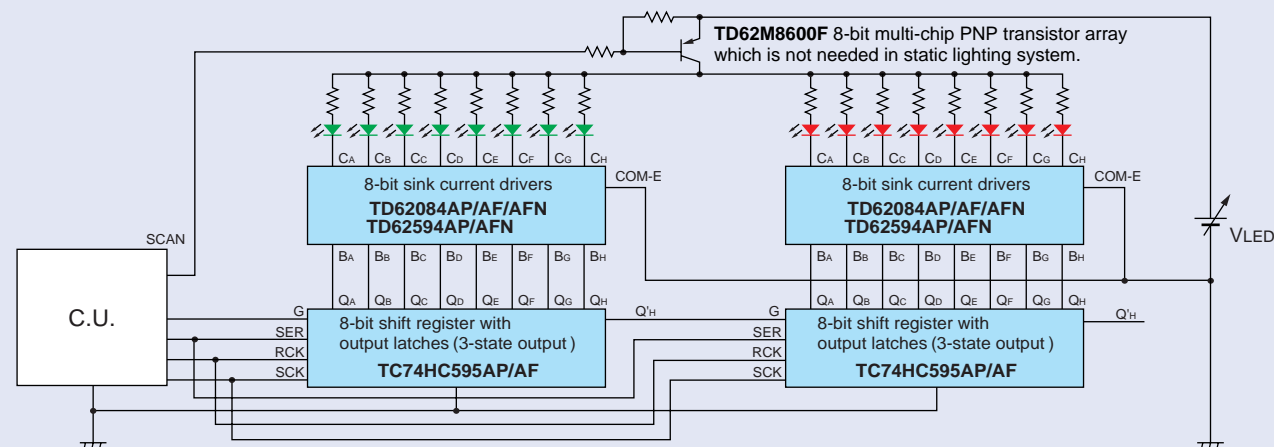 TD62M8600F 8-bit multi-chip PNP transistor array
which is not needed in static lighting system.
CA CB CC CD CE CF CG CH
CA CB CC CD CE CF CG CH
8-bit sink current drivers
TD62084AP/AF/AFN
TD62594AP/AFN
COM-E
8-bit sink current drivers
TD62084AP/AF/AFN
TD62594AP/AFN
COM-E
VLED
SCAN
BA BB BC BD BE BF BG BH
BA BB BC BD BE BF BG BH
C.U.
QA QB QC QD QE QF QG QH
QA QB QC QD QE QF QG QH
G
SER
RCK
SCK
8-bit shift register with
output latches (3-state output )
TC74HC595AP/AF
Q'H
G
SER
RCK
SCK
8-bit shift register with
output latches (3-state output )
TC74HC595AP/AF
Q'H